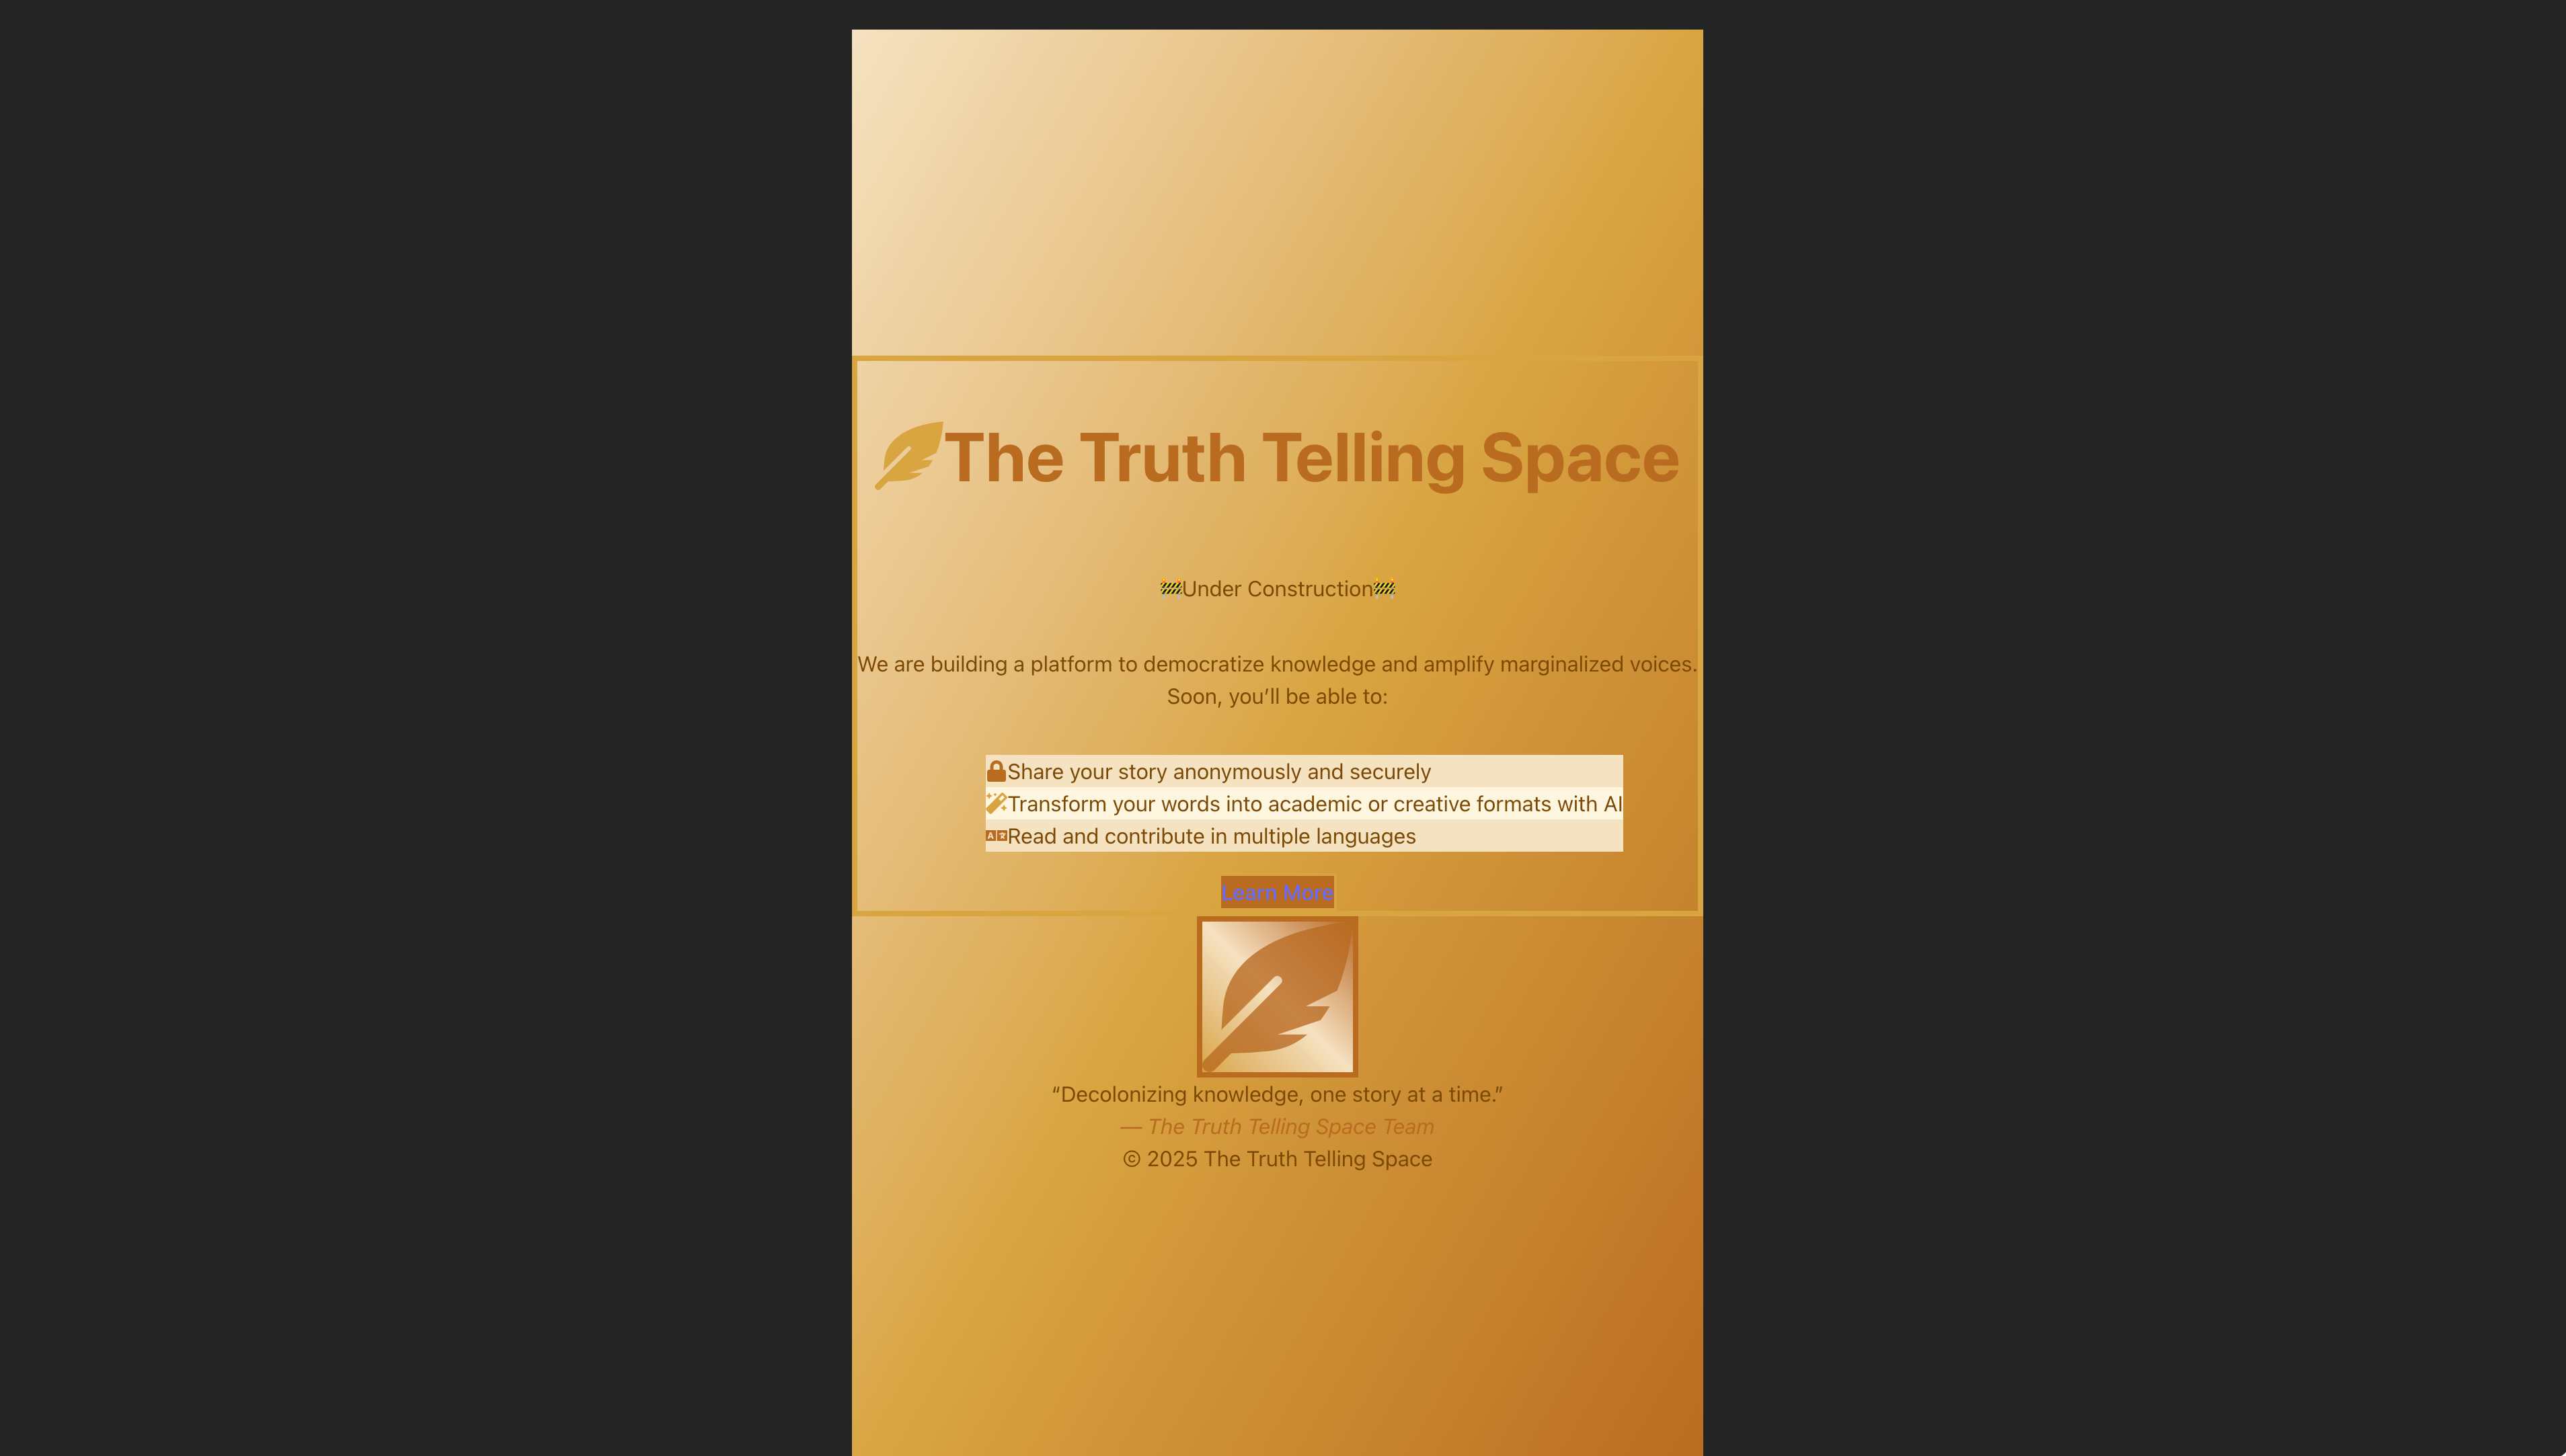 The Truth Telling Space
🚧Under Construction🚧
We are building a platform to democratize knowledge and amplify marginalized voices.
Soon, you’ll be able to:
Share your story anonymously and securely
Transform your words into academic or creative formats with AI
Read and contribute in multiple languages
Learn More
“Decolonizing knowledge, one story at a time.”
— The Truth Telling Space Team
© 2025 The Truth Telling Space